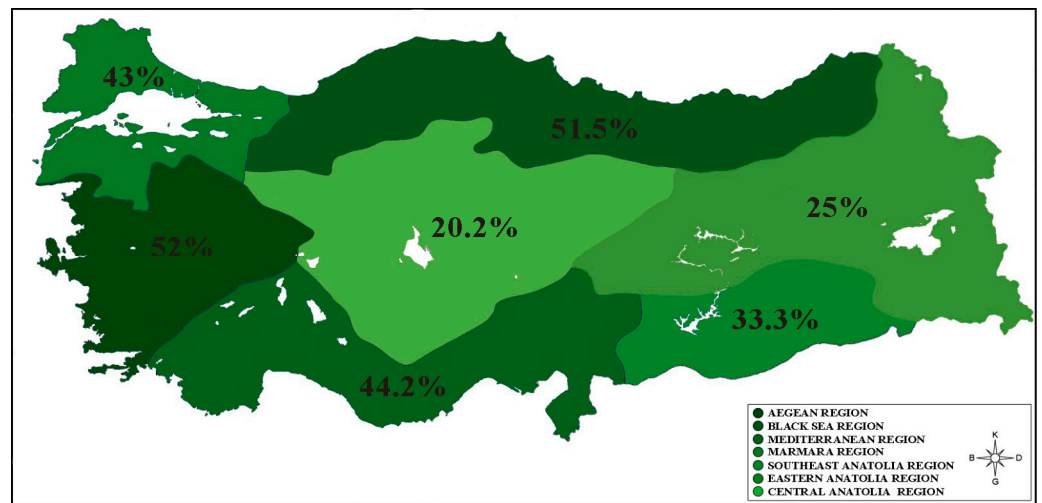 43%
51.5%
25%
20.2%
52%
33.3%
44.2%
AEGEAN REGION
BLACK SEA REGION
MEDITERRANEAN REGION
MARMARA REGION
SOUTHEAST ANATOLIA REGION
EASTERN ANATOLIA REGION
CENTRAL ANATOLIA REGION
K
B D
G